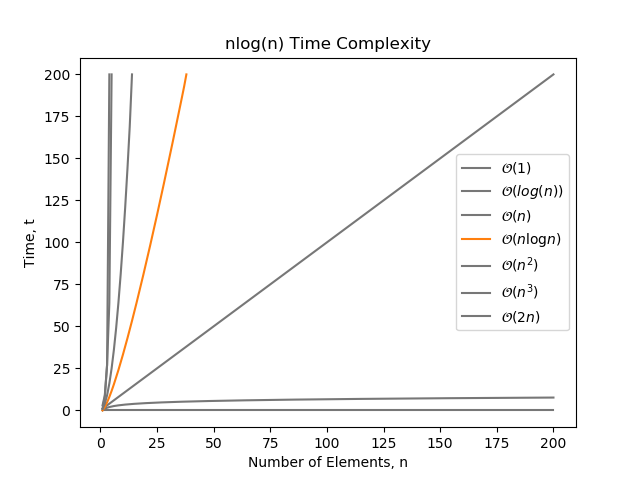 nlog(n) Time Complexity
200
175
150
125
100
75
50
25
0
Time, t
𝒪(1)
𝒪(log(n))
𝒪(n)
𝒪(nlogn)
𝒪(n²)
𝒪(n³)
𝒪(2n)
0 25 50 75 100 125 150 175 200
Number of Elements, n